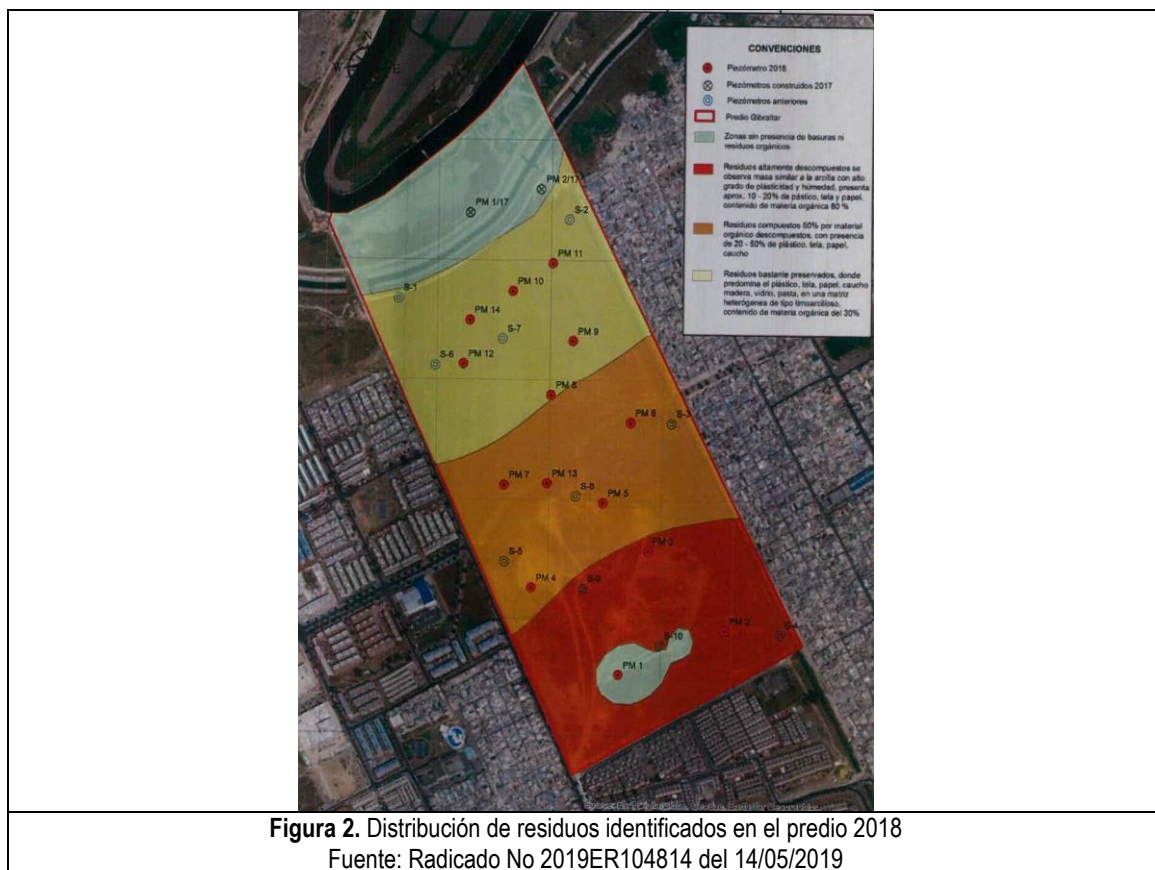 N
W
E
CONVENCIONES
Piezómetro 2018
Piezómetros construidos 2017
Piezómetros anteriores
Predio Gibraltar
Zonas sin presencia de basuras ni
residuos orgánicos
Residuos altamente descompuestos se
observa masa similar a la arcilla con alto
grado de plasticidad y húmedad, presenta
aprox. 10 - 20% de pástico, tela y papel,
contenido de materia orgánica 80 %
Residuos compuestos 50% por material
orgánico descompuestos, con presencia
de 20 - 50% de plástico, tela, papel,
caucho
Residuos bastante preservados, donde
predomina el plástico, tela, papel, caucho
madera, vidrio, pasta, en una matriz
heterógenea de tipo limoarcilloso,
contenido de materia orgánica del 30%
PM 2/17
PM 1/17
S-2
PM 11
PM 10
S-1
PM 14
S-7
PM 9
S-6
PM 12
PM 8
PM 6
S-3
PM 7
PM 13
S-8
PM 5
PM 3
S-5
PM 4
S-9
PM 2
S-4
S-10
PM 1
Figura 2. Distribución de residuos identificados en el predio 2018
Fuente: Radicado No 2019ER104814 del 14/05/2019